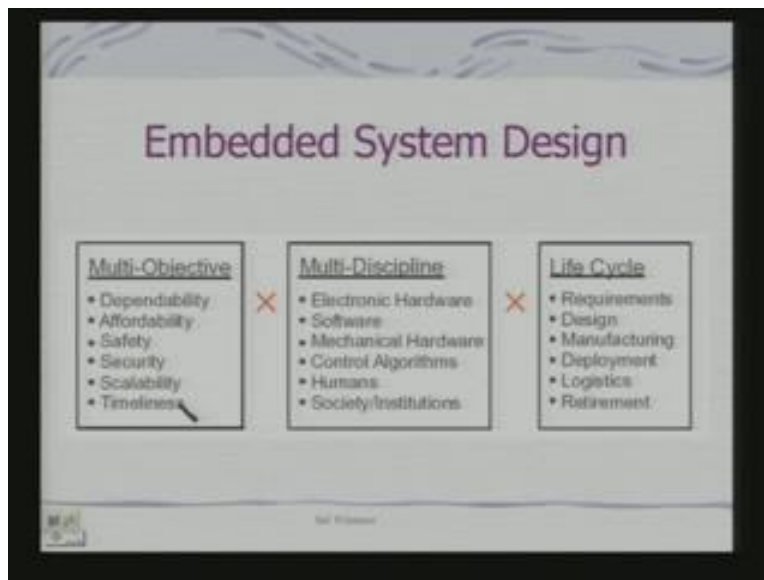 Embedded System Design
Multi-Objective
• Dependability
• Affordability
• Safety
• Security
• Scalability
• Timeliness
×
Multi-Discipline
• Electronic Hardware
• Software
• Mechanical Hardware
• Control Algorithms
• Humans
• Society/Institutions
×
Life Cycle
• Requirements
• Design
• Manufacturing
• Deployment
• Logistics
• Retirement